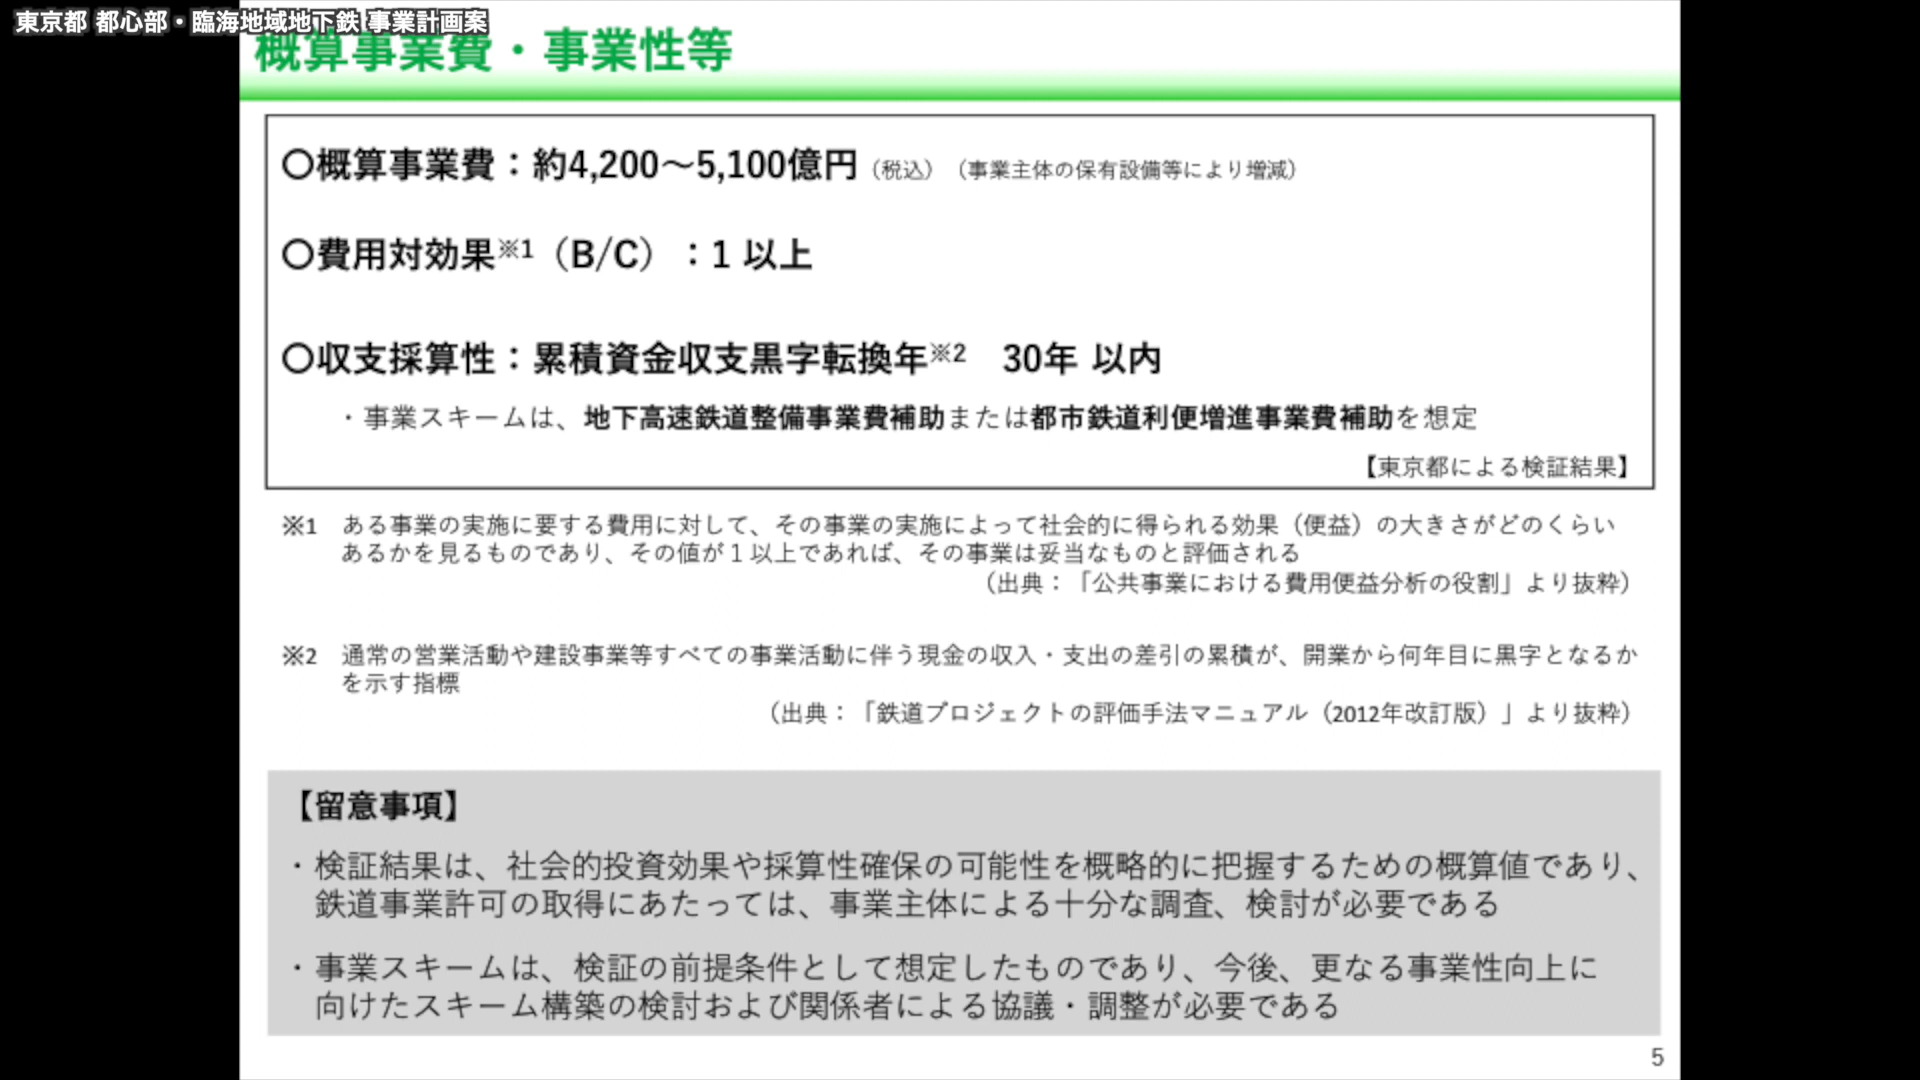 東京都 都心部・臨海地域地下鉄 事業計画案
概算事業費・事業性等
〇概算事業費：約4,200～5,100億円（税込）（事業主体の保有設備等により増減）
〇費用対効果※1（B/C）：1 以上
〇収支採算性：累積資金収支黒字転換年※2　30年 以内
・事業スキームは、地下高速鉄道整備事業費補助または都市鉄道利便増進事業費補助を想定
【東京都による検証結果】
※1　ある事業の実施に要する費用に対して、その事業の実施によって社会的に得られる効果（便益）の大きさがどのくらい
あるかを見るものであり、その値が１以上であれば、その事業は妥当なものと評価される
（出典：「公共事業における費用便益分析の役割」より抜粋）
※2　通常の営業活動や建設事業等すべての事業活動に伴う現金の収入・支出の差引の累積が、開業から何年目に黒字となるか
を示す指標
（出典：「鉄道プロジェクトの評価手法マニュアル（2012年改訂版）」より抜粋）
【留意事項】
・検証結果は、社会的投資効果や採算性確保の可能性を概略的に把握するための概算値であり、
鉄道事業許可の取得にあたっては、事業主体による十分な調査、検討が必要である
・事業スキームは、検証の前提条件として想定したものであり、今後、更なる事業性向上に
向けたスキーム構築の検討および関係者による協議・調整が必要である
5